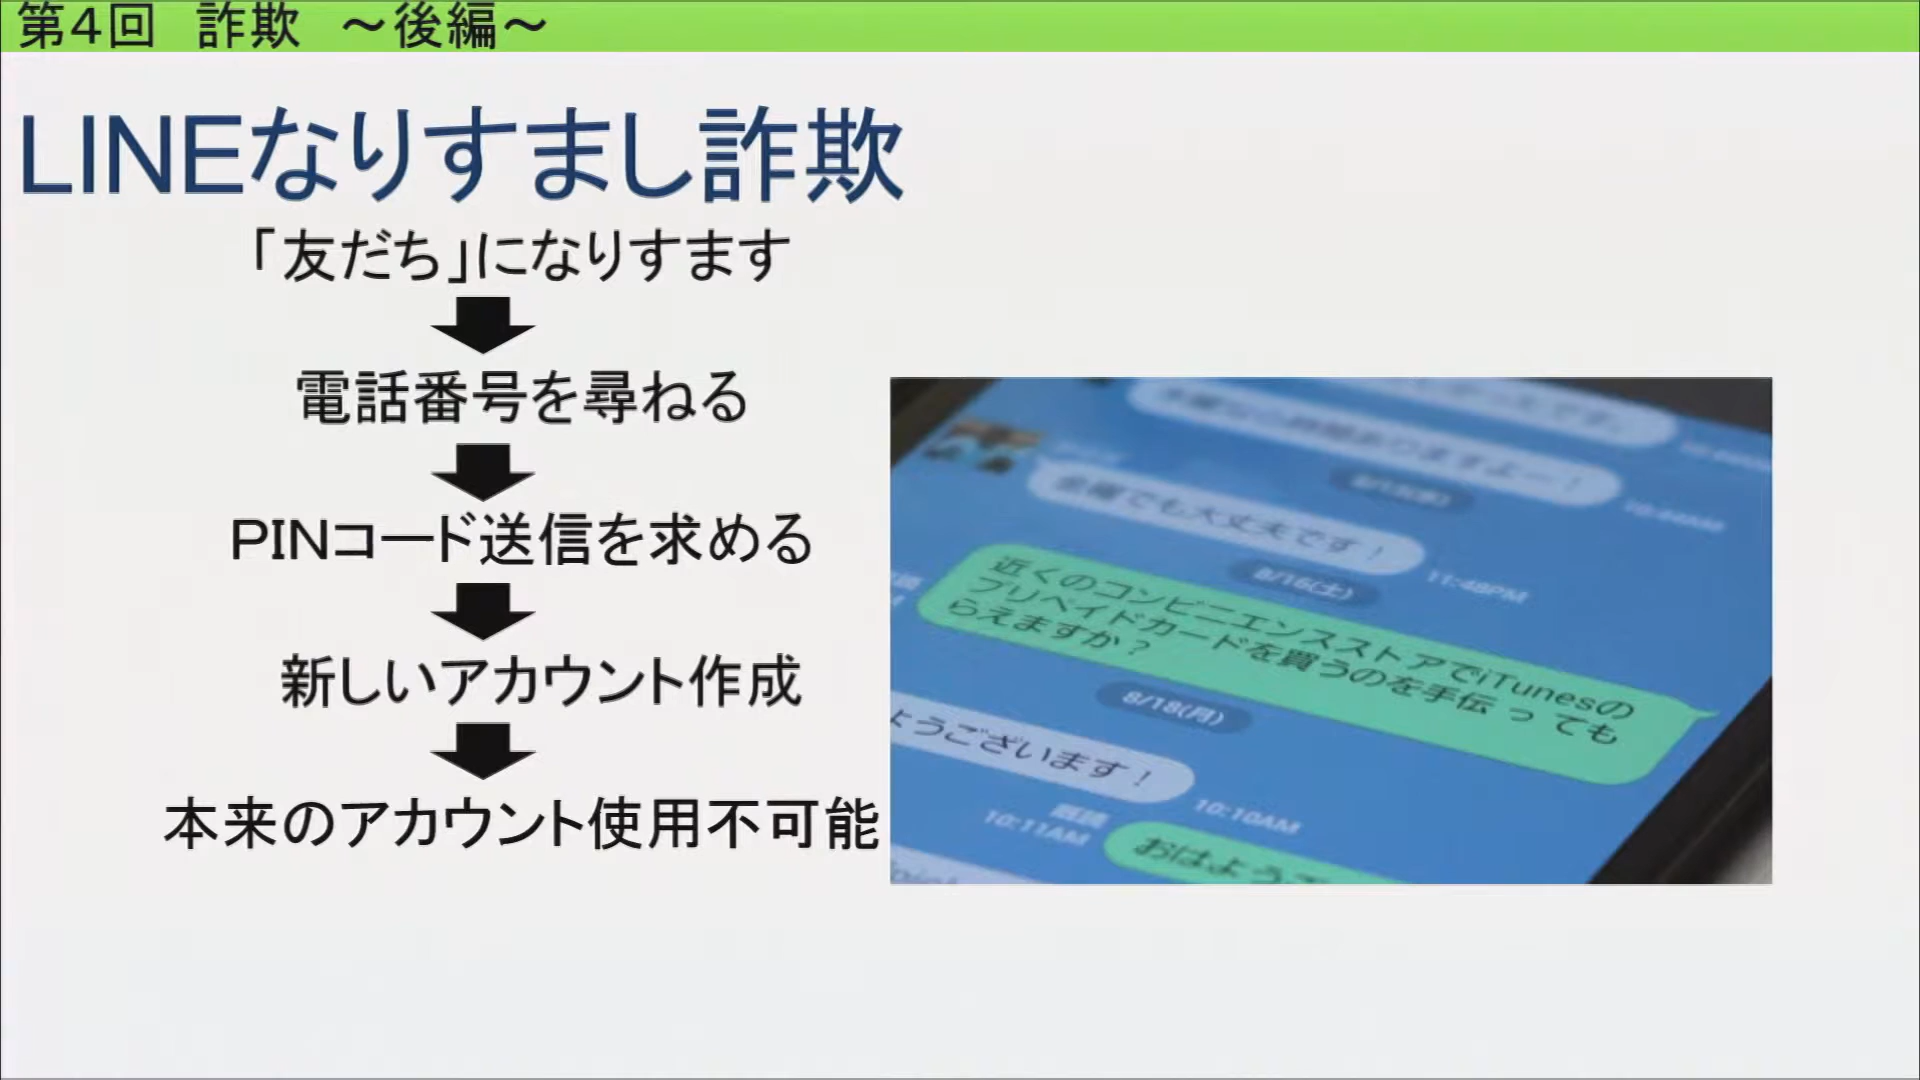 第4回　詐欺　～後編～
LINEなりすまし詐欺
「友だち」になりすます
電話番号を尋ねる
PINコード送信を求める
新しいアカウント作成
本来のアカウント使用不可能
金曜でも大丈夫です！
11:48PM
8/16(土)
近くのコンビニエンスストアでiTunesの
プリペイドカードを買うのを手伝 っ ても
らえますか？
8/18(月)
ようございます！
10:10AM
既読
10:11AM
おはようご